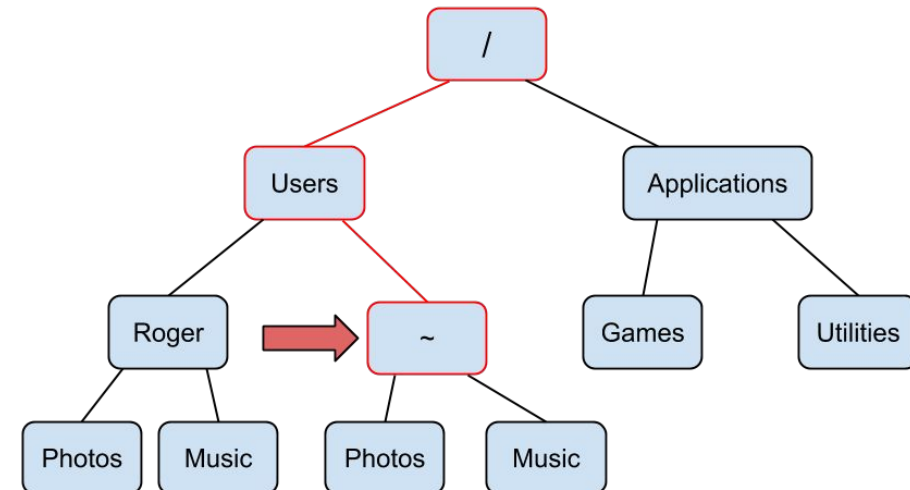 /
Users
Applications
Roger
~
Games
Utilities
Photos
Music
Photos
Music